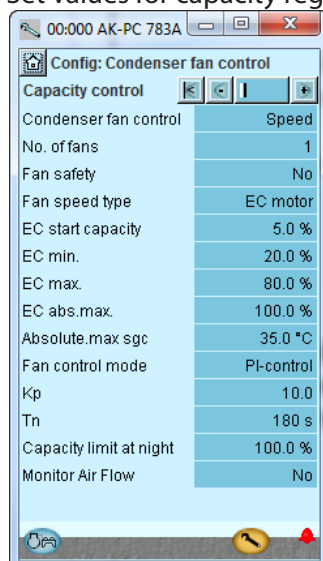 Set values for capacity reg
00:000 AK-PC 783A
Config: Condenser fan control
Capacity control
Condenser fan control Speed
No. of fans 1
Fan safety No
Fan speed type EC motor
EC start capacity 5.0 %
EC min. 20.0 %
EC max. 80.0 %
EC abs.max. 100.0 %
Absolute.max sgc 35.0 °C
Fan control mode PI-control
Kp 10.0
Tn 180 s
Capacity limit at night 100.0 %
Monitor Air Flow No